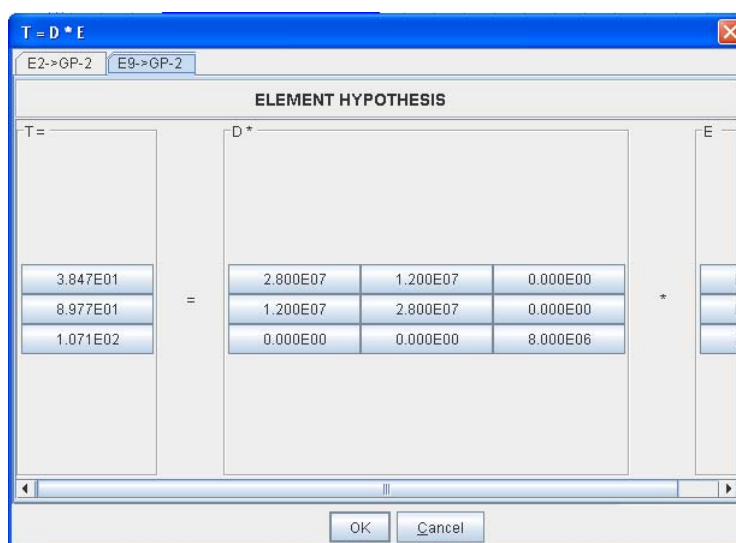 T = D * E
E2->GP-2 E9->GP-2
ELEMENT HYPOTHESIS
T = D * E
3.847E01 2.800E07 1.200E07 0.000E00
8.977E01 = 1.200E07 2.800E07 0.000E00 *
1.071E02 0.000E00 0.000E00 8.000E06
OK Cancel